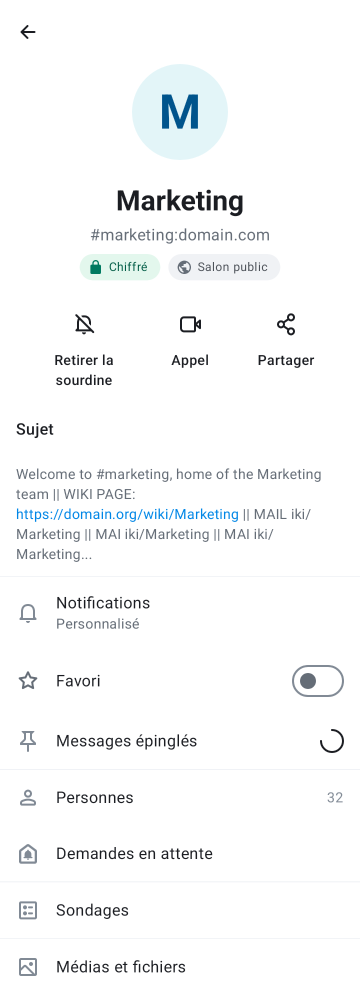 M
Marketing
#marketing:domain.com
Chiffré
Salon public
Retirer la
sourdine
Appel
Partager
Sujet
Welcome to #marketing, home of the Marketing
team || WIKI PAGE:
https://domain.org/wiki/Marketing || MAIL iki/
Marketing || MAI iki/Marketing || MAI iki/
Marketing...
Notifications
Personnalisé
Favori
Messages épinglés
Personnes
32
Demandes en attente
Sondages
Médias et fichiers